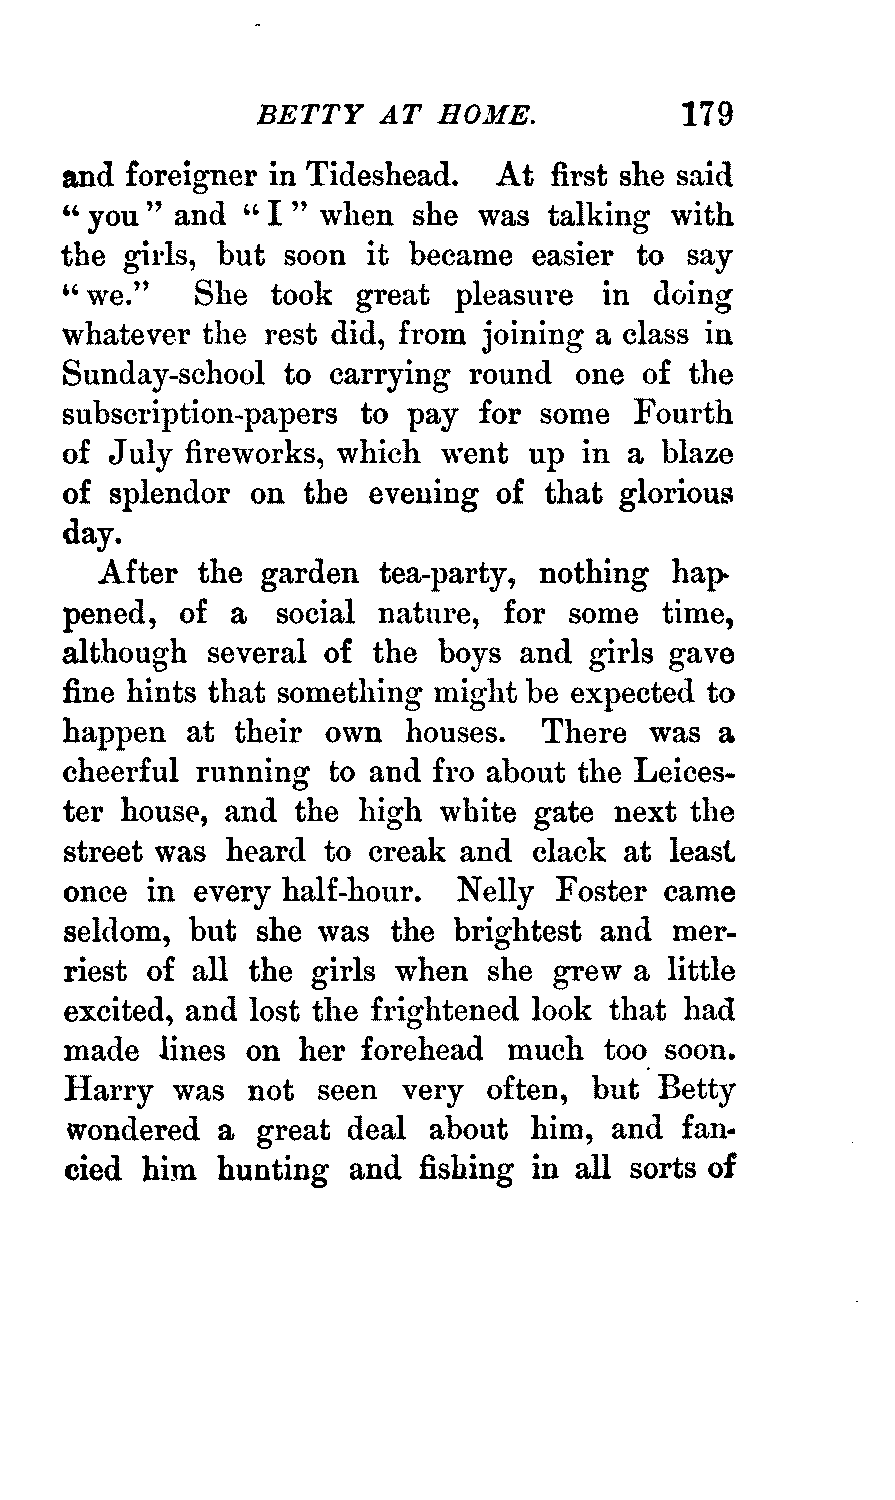 BETTY AT HOME. 179
and foreigner in Tideshead. At first she said
"you" and "I" when she was talking with
the girls, but soon it became easier to say
"we." She took great pleasure in doing
whatever the rest did, from joining a class in
Sunday-school to carrying round one of the
subscription-papers to pay for some Fourth
of July fireworks, which went up in a blaze
of splendor on the evening of that glorious
day.
After the garden tea-party, nothing hap-
pened, of a social nature, for some time,
although several of the boys and girls gave
fine hints that something might be expected to
happen at their own houses. There was a
cheerful running to and fro about the Leices-
ter house, and the high white gate next the
street was heard to creak and clack at least
once in every half-hour. Nelly Foster came
seldom, but she was the brightest and mer-
riest of all the girls when she grew a little
excited, and lost the frightened look that had
made lines on her forehead much too soon.
Harry was not seen very often, but Betty
wondered a great deal about him, and fan-
cied him hunting and fishing in all sorts of